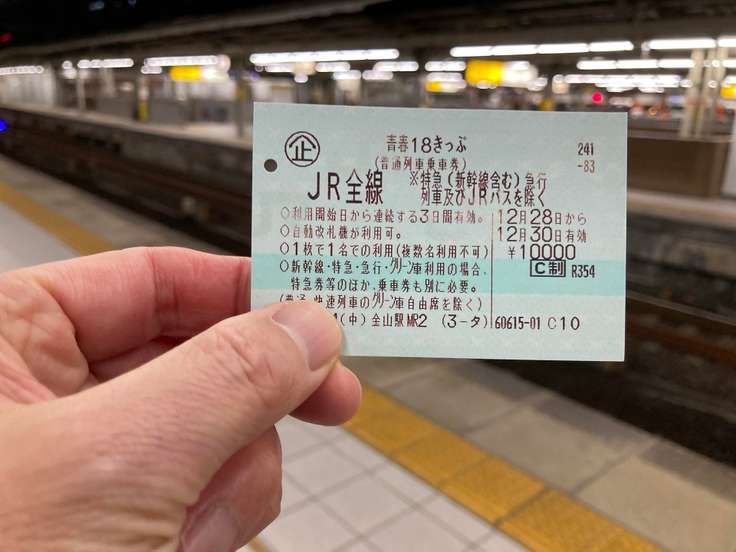 企 青春18きっぷ 241
(普通列車乗車券) -83
JR全線 ※特急(新幹線含む)急行
列車及びJRバスを除く
○利用開始日から連続する3日間有効。 12月28日から
○自動改札機が利用可。 12月30日有効
○1枚で1名での利用(複数名利用不可) ¥10000
○新幹線・特急・急行・グリーン車利用の場合、 C制 R354
特急券等のほか、乗車券も別に必要。
(普通・快速列車のグリーン車自由席を除く)
(中)金山駅MR2 (3-タ) 60615-01 C10